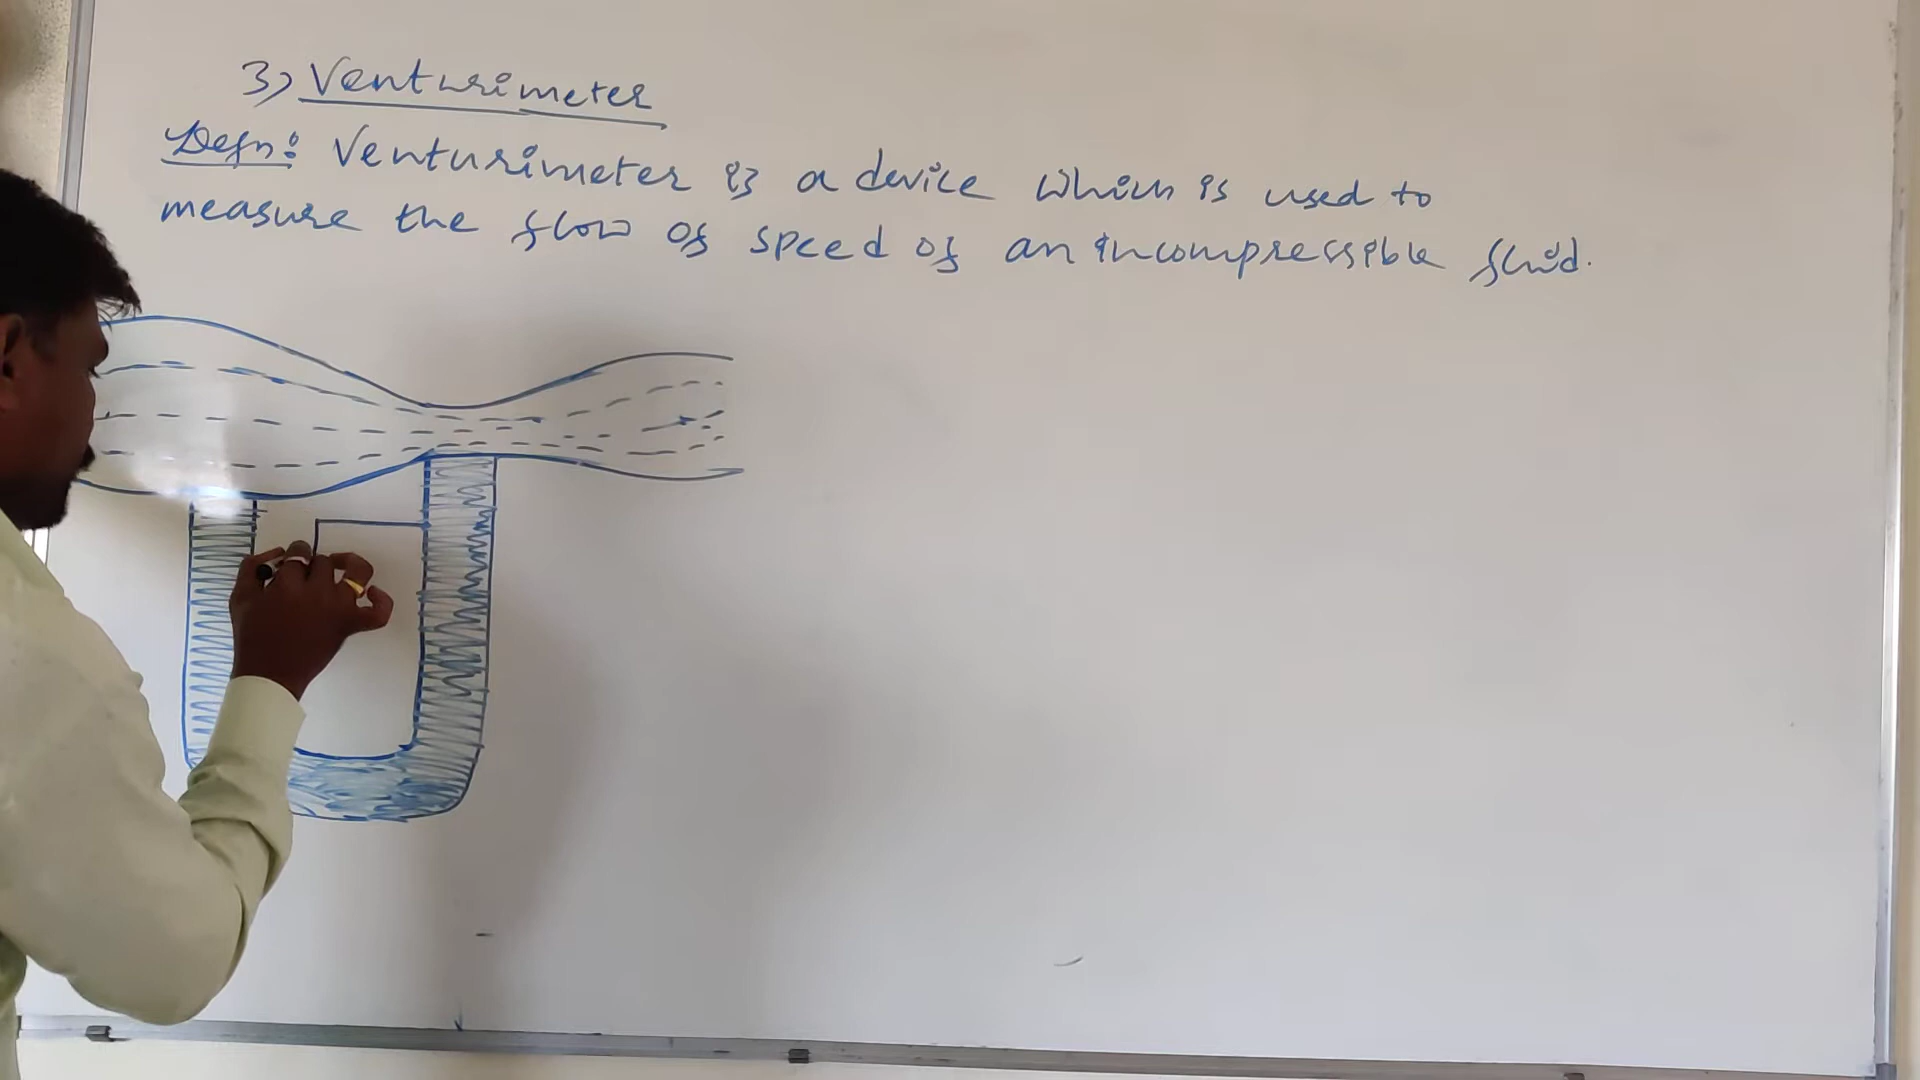 3) Venturimeter
Defn: Venturimeter is a device which is used to
measure the flow of speed of an incompressible fluid.